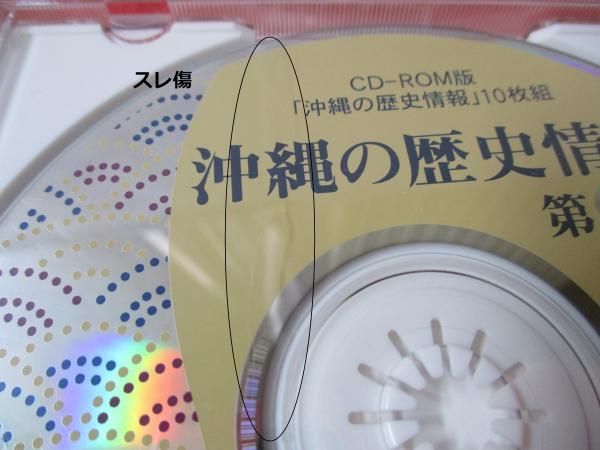 スレ傷
CD-ROM版
「沖縄の歴史情報」10枚組
沖縄の歴史情
第